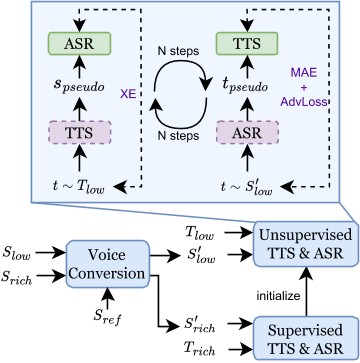 ASR
TTS
N steps
s_pseudo
t_pseudo
XE
MAE
+
AdvLoss
TTS
ASR
N steps
t ~ T_low
t ~ S'_low
T_low
Unsupervised
TTS & ASR
S_low
S_rich
Voice
Conversion
S'_low
initialize
S_ref
S'_rich
T_rich
Supervised
TTS & ASR